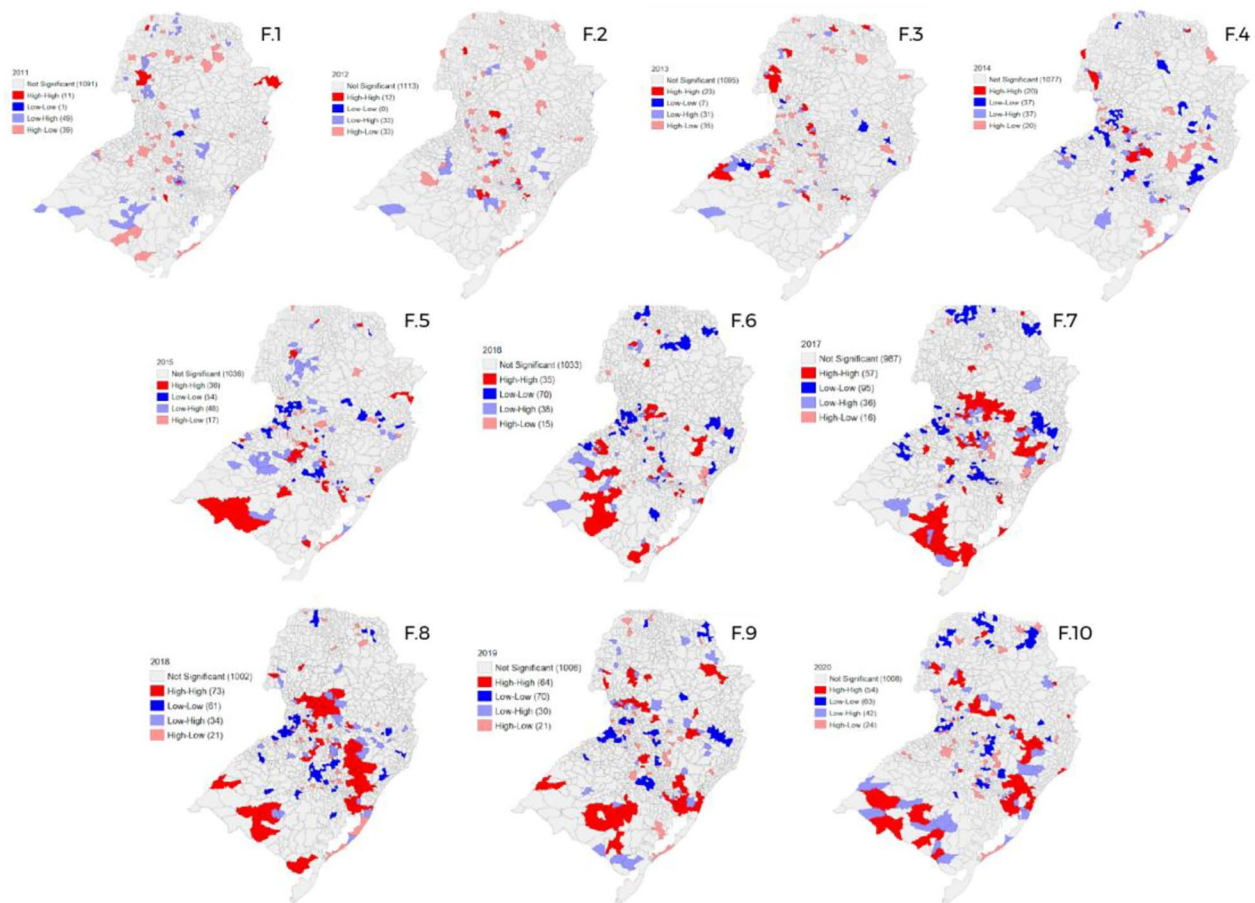 F.1
2011
Not Significant (1091)
High-High (11)
Low-Low (1)
Low-High (49)
High-Low (39)
F.2
2012
Not Significant (1113)
High-High (12)
Low-Low (0)
Low-High (33)
High-Low (33)
F.3
2013
Not Significant (1095)
High-High (23)
Low-Low (7)
Low-High (31)
High-Low (35)
F.4
2014
Not Significant (1077)
High-High (20)
Low-Low (37)
Low-High (37)
High-Low (20)
F.5
2015
Not Significant (1036)
High-High (36)
Low-Low (54)
Low-High (48)
High-Low (17)
F.6
2016
Not Significant (1033)
High-High (35)
Low-Low (70)
Low-High (38)
High-Low (15)
F.7
2017
Not Significant (987)
High-High (57)
Low-Low (95)
Low-High (36)
High-Low (16)
F.8
2018
Not Significant (1002)
High-High (73)
Low-Low (61)
Low-High (34)
High-Low (21)
F.9
2019
Not Significant (1006)
High-High (64)
Low-Low (70)
Low-High (30)
High-Low (21)
F.10
2020
Not Significant (1008)
High-High (54)
Low-Low (63)
Low-High (42)
High-Low (24)